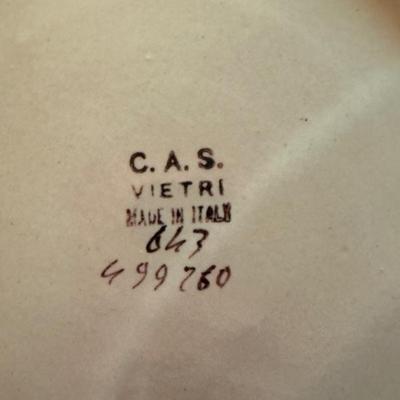 C. A. S.
VIETRI
MADE IN ITALY
643
499760